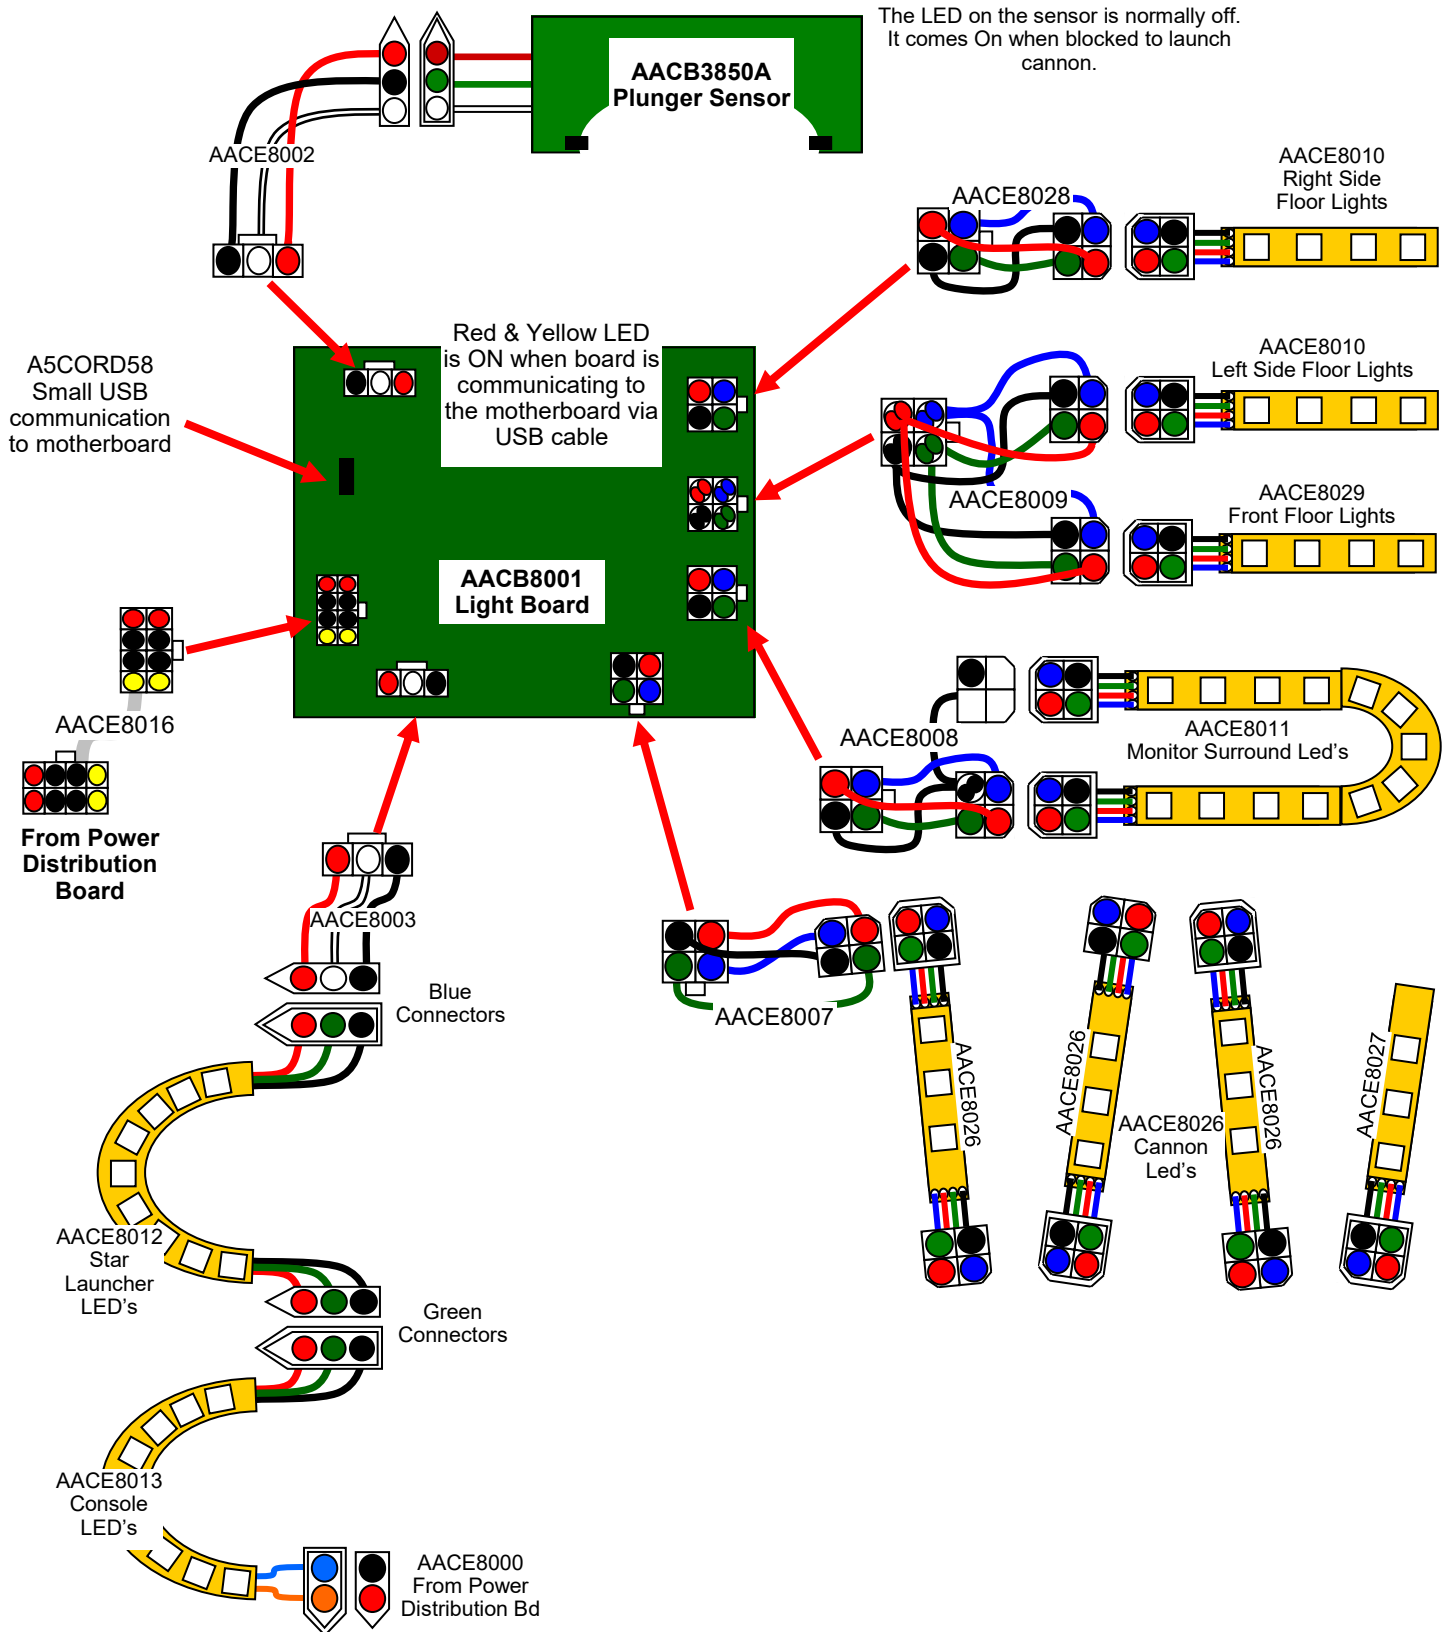 The LED on the sensor is normally off.
It comes On when blocked to launch
cannon.
AACB3850A
Plunger Sensor
AACE8002
AACE8028
AACE8010
Right Side
Floor Lights
A5CORD58
Small USB
communication
to motherboard
Red & Yellow LED
is ON when board is
communicating to
the motherboard via
USB cable
AACE8010
Left Side Floor Lights
AACE8009
AACE8029
Front Floor Lights
AACB8001
Light Board
AACE8016
From Power
Distribution
Board
AACE8008
AACE8011
Monitor Surround Led's
AACE8003
Blue
Connectors
AACE8007
AACE8026
AACE8026
AACE8026
AACE8027
AACE8026
Cannon
Led's
AACE8012
Star
Launcher
LED's
Green
Connectors
AACE8013
Console
LED's
AACE8000
From Power
Distribution Bd